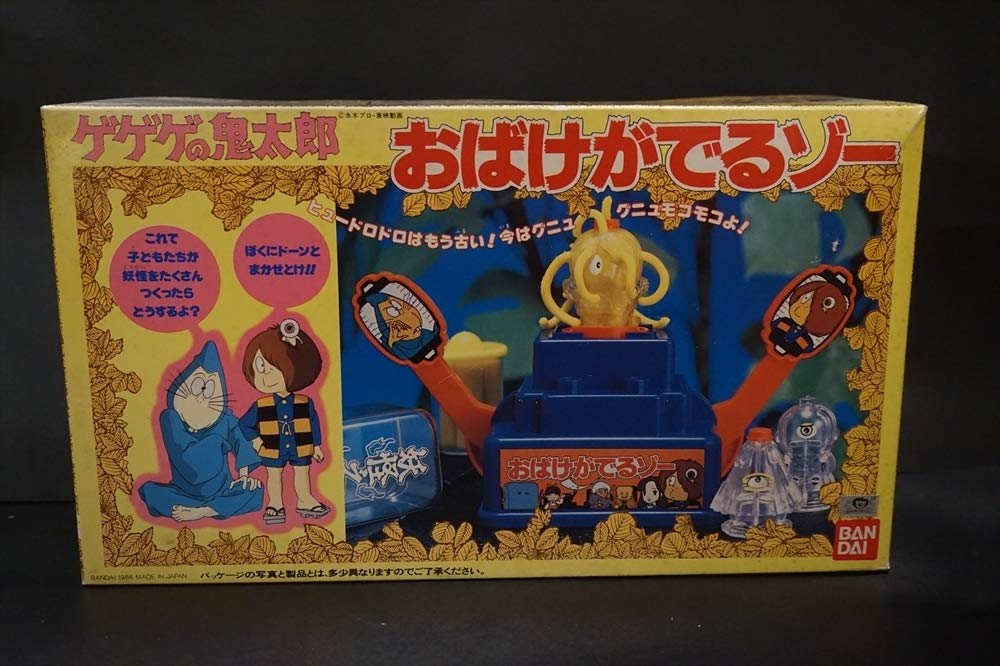 ゲゲゲの鬼太郎
©水木プロ・東映動画
おばけがでるゾー
ヒュードロドロはもう古い!今はグニュグニュモコモコよ!
これで
子どもたちが
妖怪をたくさん
つくったら
どうするよ?
ぼくにドーンと
まかせとけ!!
おばけがでるゾー
BAN
DAI
BANDAI 1986 MADE IN JAPAN
パッケージの写真と製品とは、多少異なりますのでご了承ください。